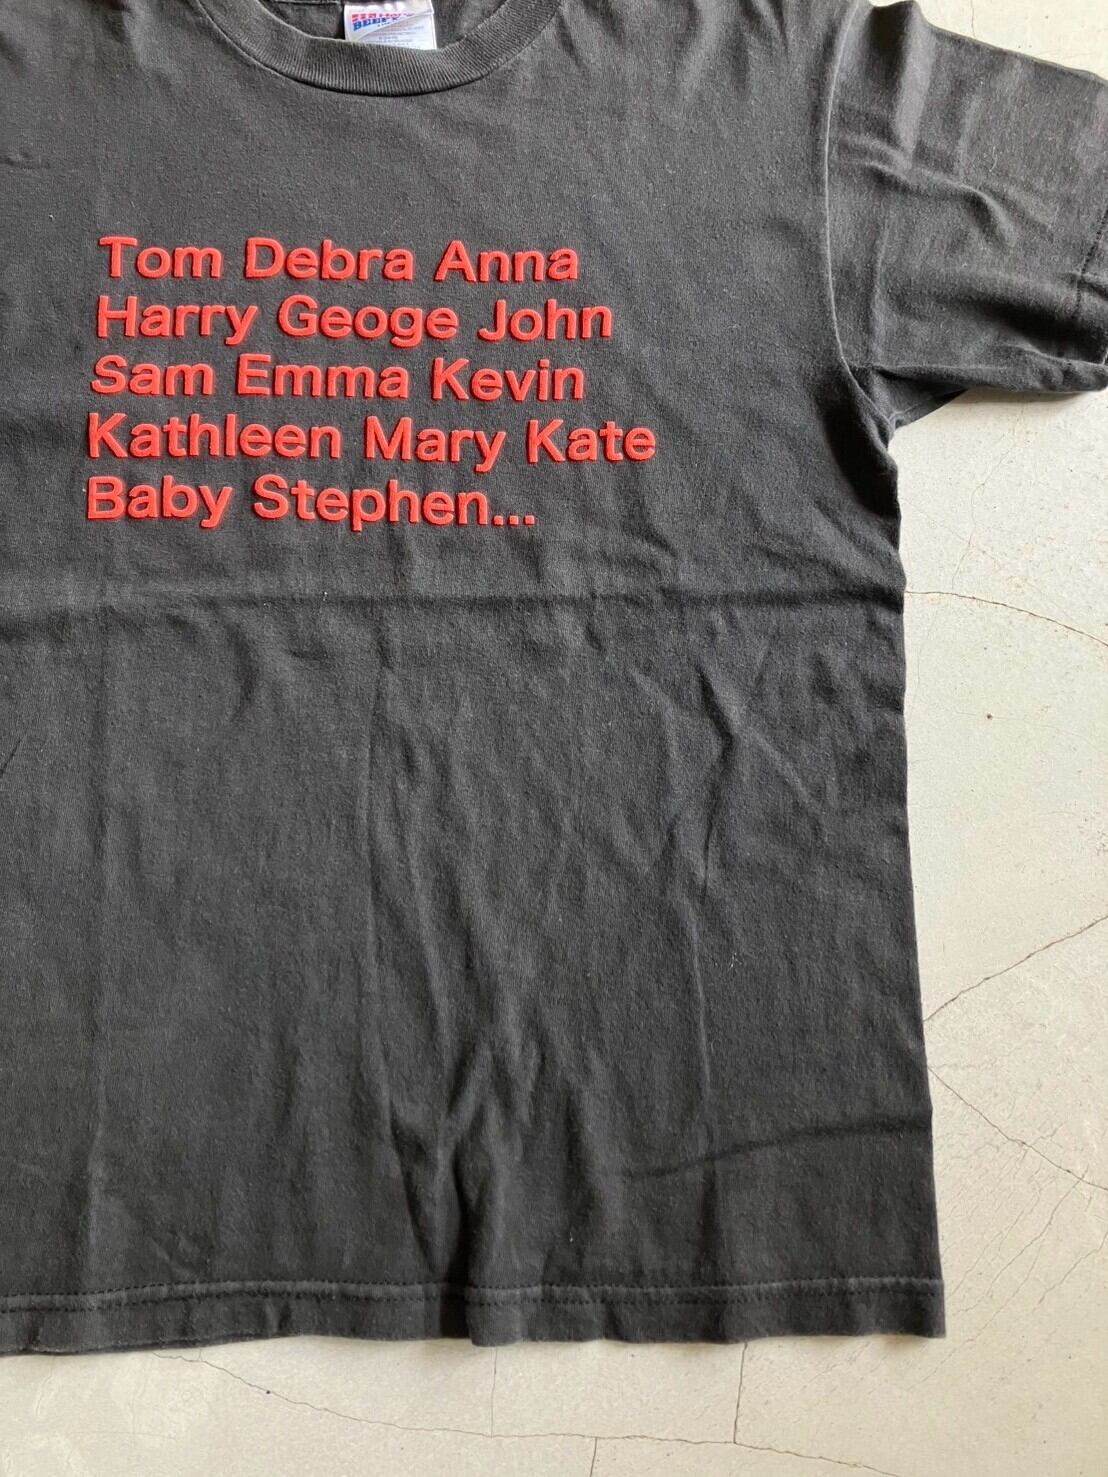 Tom Debra Anna
Harry Geoge John
Sam Emma Kevin
Kathleen Mary Kate
Baby Stephen...